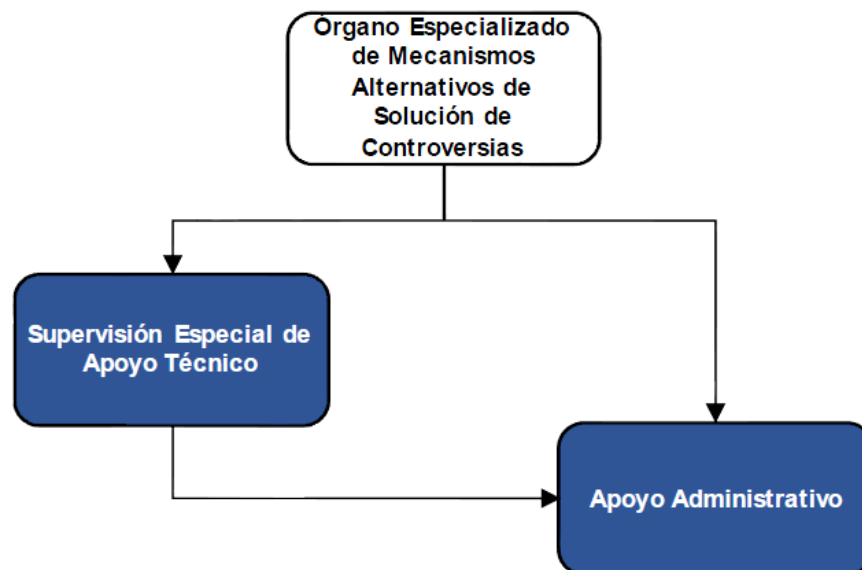 Órgano Especializado
de Mecanismos
Alternativos de
Solución de
Controversias
Supervisión Especial de
Apoyo Técnico
Apoyo Administrativo